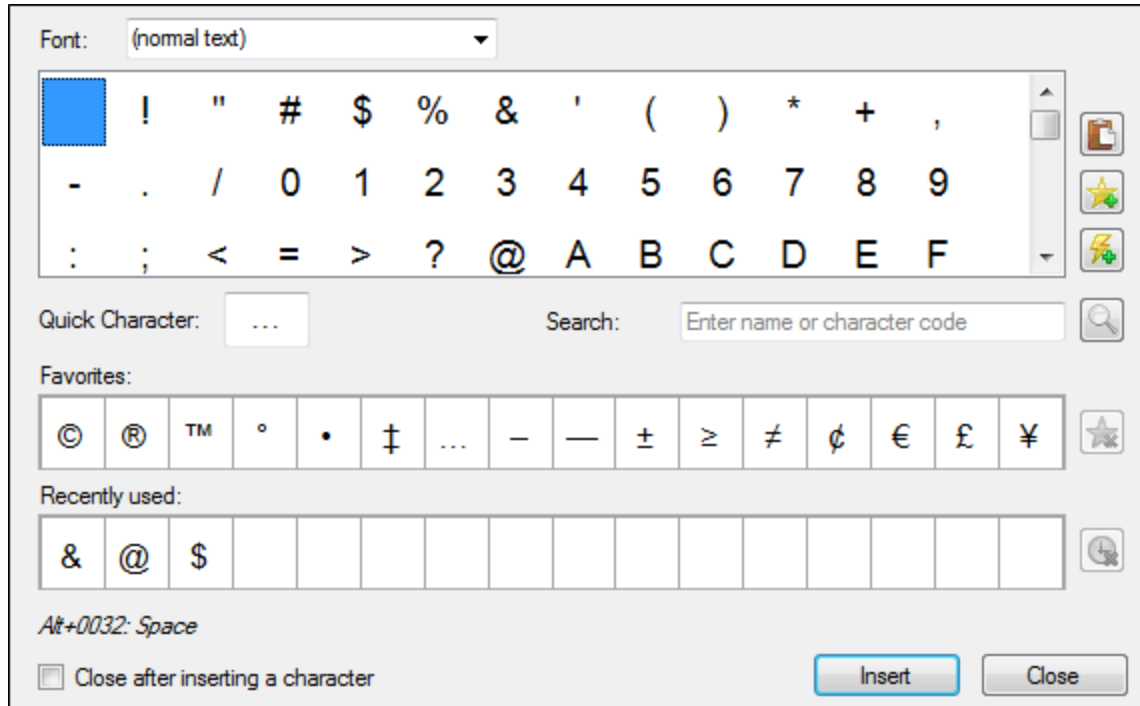 Font: (normal text)
! " # $ % & ' ( ) * + ,
- . / 0 1 2 3 4 5 6 7 8 9
: ; < = > ? @ A B C D E F
Quick Character: ... Search: Enter name or character code
Favorites:
© ® ™ ° • ‡ … – — ± ≥ ≠ ¢ € £ ¥
Recently used:
& @ $
Alt+0032: Space
Close after inserting a character Insert Close